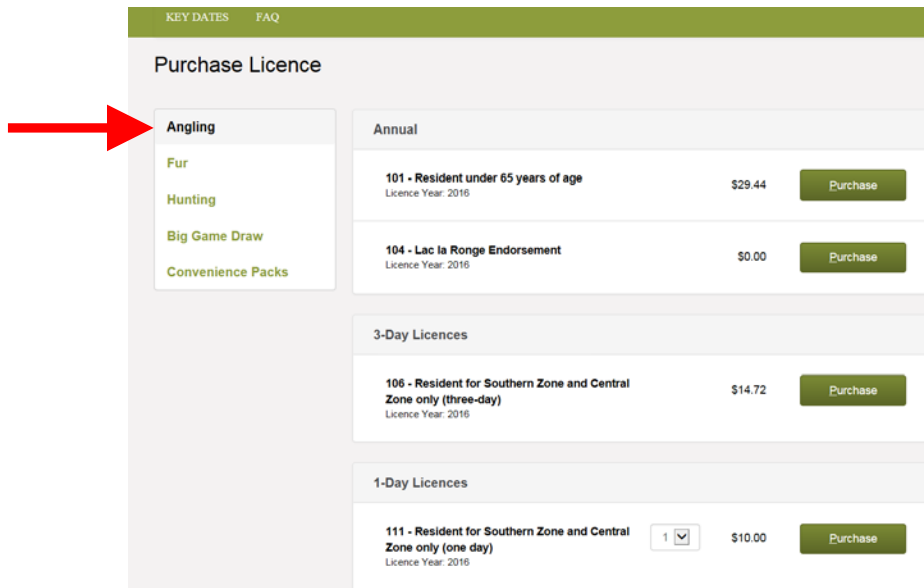 KEY DATES FAQ
Purchase Licence
Angling
Fur
Hunting
Big Game Draw
Convenience Packs
Annual
101 - Resident under 65 years of age
Licence Year: 2016
$29.44
Purchase
104 - Lac la Ronge Endorsement
Licence Year: 2016
$0.00
Purchase
3-Day Licences
106 - Resident for Southern Zone and Central
Zone only (three-day)
Licence Year: 2016
$14.72
Purchase
1-Day Licences
111 - Resident for Southern Zone and Central
Zone only (one day)
Licence Year: 2016
1
$10.00
Purchase